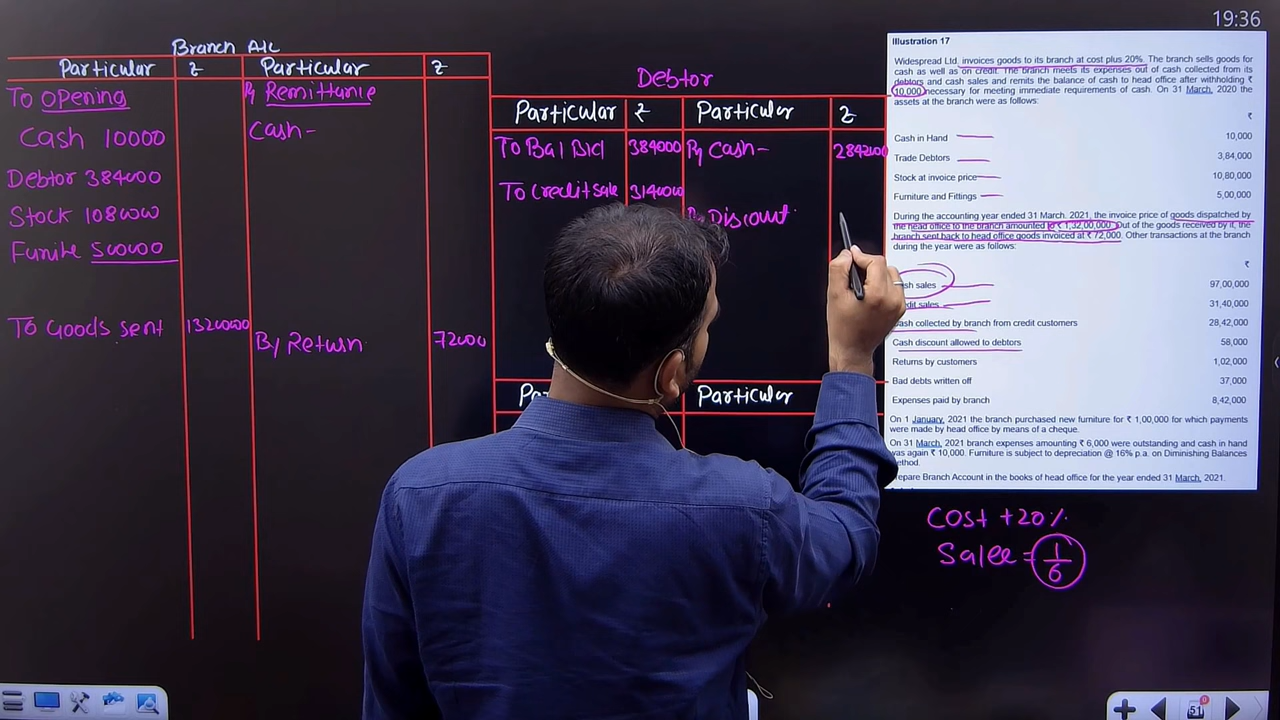 19:36
Branch A/c
Particular ₹ Particular ₹
To Opening By Remittance
Cash 10000 Cash -
Debtor 384000
Stock 1080000
Furnite 500000
To Goods Sent 13200000 By Return 72000
Debtor
Particular ₹ Particular ₹
To Bal B/d 384000 By Cash - 2842000
To Credit Sale 3140000
By Discount
Particular
Illustration 17
Widespread Ltd. invoices goods to its branch at cost plus 20%. The branch sells goods for
cash as well as on credit. The branch meets its expenses out of cash collected from its
debtors and cash sales and remits the balance of cash to head office after withholding ₹
10,000 necessary for meeting immediate requirements of cash. On 31 March, 2020 the
assets at the branch were as follows:
₹
Cash in Hand 10,000
Trade Debtors 3,84,000
Stock at invoice price 10,80,000
Furniture and Fittings 5,00,000
During the accounting year ended 31 March. 2021, the invoice price of goods dispatched by
the head office to the branch amounted to ₹ 1,32,00,000. Out of the goods received by it, the
branch sent back to head office goods invoiced at ₹ 72,000. Other transactions at the branch
during the year were as follows:
₹
sales 97,00,000
sales 31,40,000
Cash collected by branch from credit customers 28,42,000
Cash discount allowed to debtors 58,000
Returns by customers 1,02,000
Bad debts written off 37,000
Expenses paid by branch 8,42,000
On 1 January, 2021 the branch purchased new furniture for ₹ 1,00,000 for which payments
were made by head office by means of a cheque.
On 31 March, 2021 branch expenses amounting ₹ 6,000 were outstanding and cash in hand
was again ₹ 10,000. Furniture is subject to depreciation @ 16% p.a. on Diminishing Balances
method.
Prepare Branch Account in the books of head office for the year ended 31 March, 2021.
Cost + 20%
Sales = 1/6
51